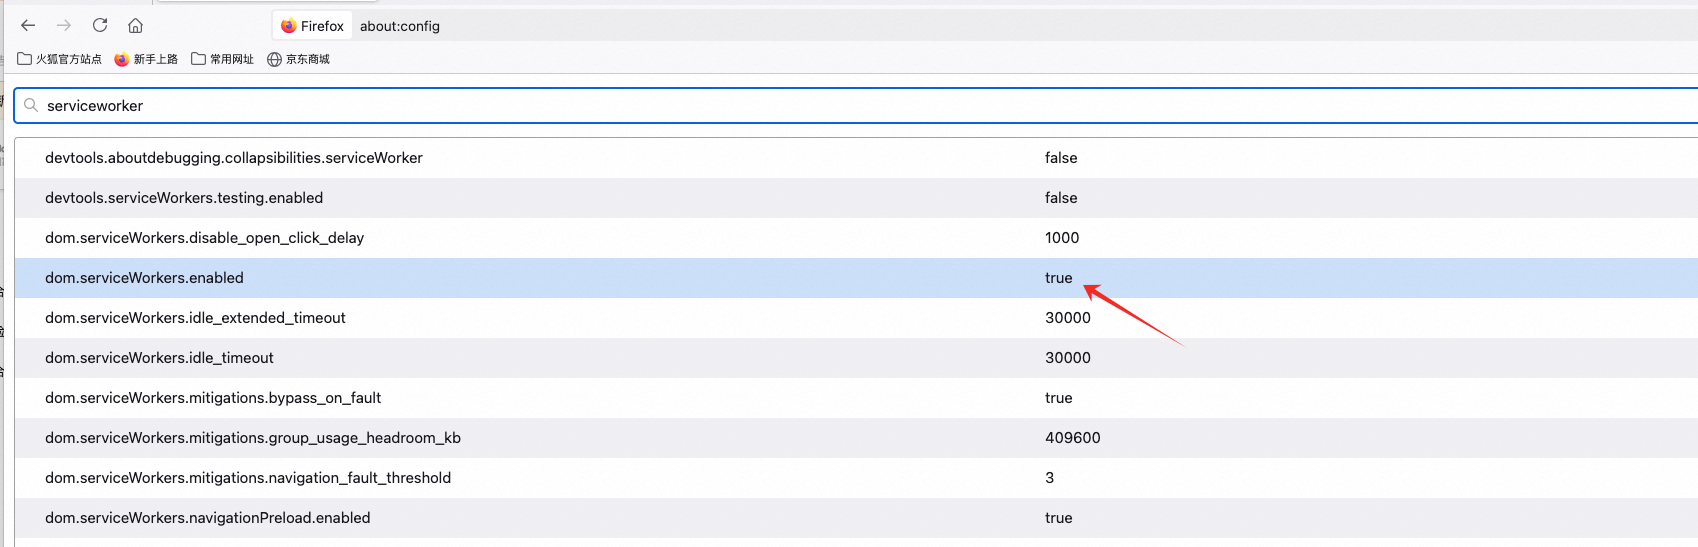 Firefox about:config
火狐官方站点 新手上路 常用网址 京东商城
serviceworker
devtools.aboutdebugging.collapsibilities.serviceWorker false
devtools.serviceWorkers.testing.enabled false
dom.serviceWorkers.disable_open_click_delay 1000
dom.serviceWorkers.enabled true
dom.serviceWorkers.idle_extended_timeout 30000
dom.serviceWorkers.idle_timeout 30000
dom.serviceWorkers.mitigations.bypass_on_fault true
dom.serviceWorkers.mitigations.group_usage_headroom_kb 409600
dom.serviceWorkers.mitigations.navigation_fault_threshold 3
dom.serviceWorkers.navigationPreload.enabled true